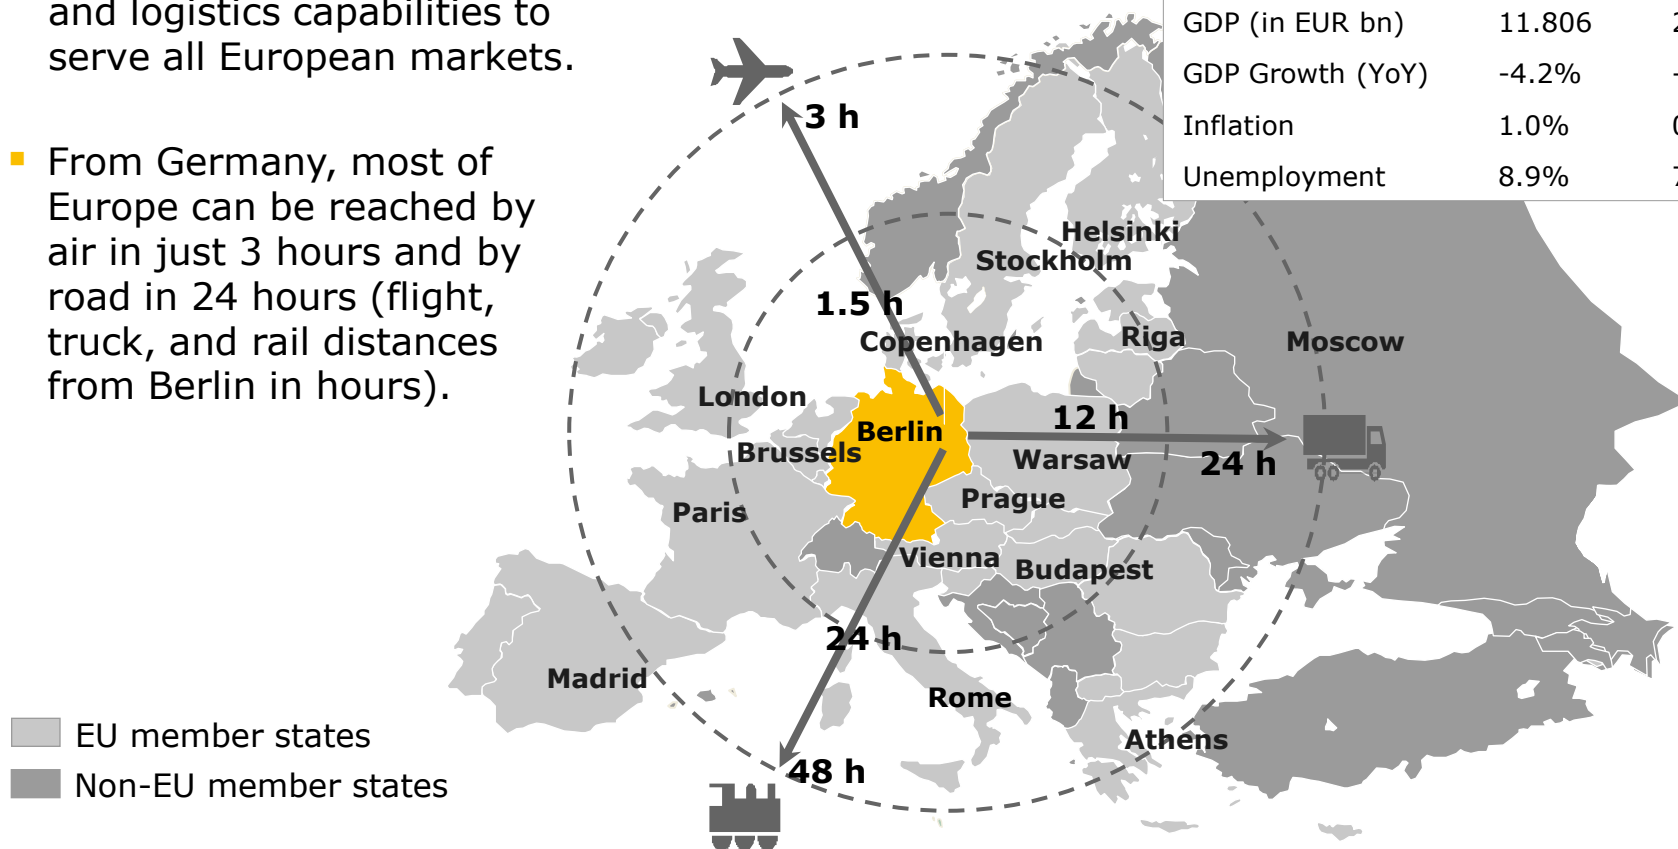 and logistics capabilities to
serve all European markets.
From Germany, most of
Europe can be reached by
air in just 3 hours and by
road in 24 hours (flight,
truck, and rail distances
from Berlin in hours).
GDP (in EUR bn) 11.806
GDP Growth (YoY) -4.2%
Inflation 1.0%
Unemployment 8.9%
3 h
Helsinki
Stockholm
1.5 h
Copenhagen
Riga
Moscow
London
12 h
Berlin
Brussels
Warsaw
24 h
Prague
Paris
Vienna
Budapest
24 h
Madrid
Rome
Athens
48 h
EU member states
Non-EU member states